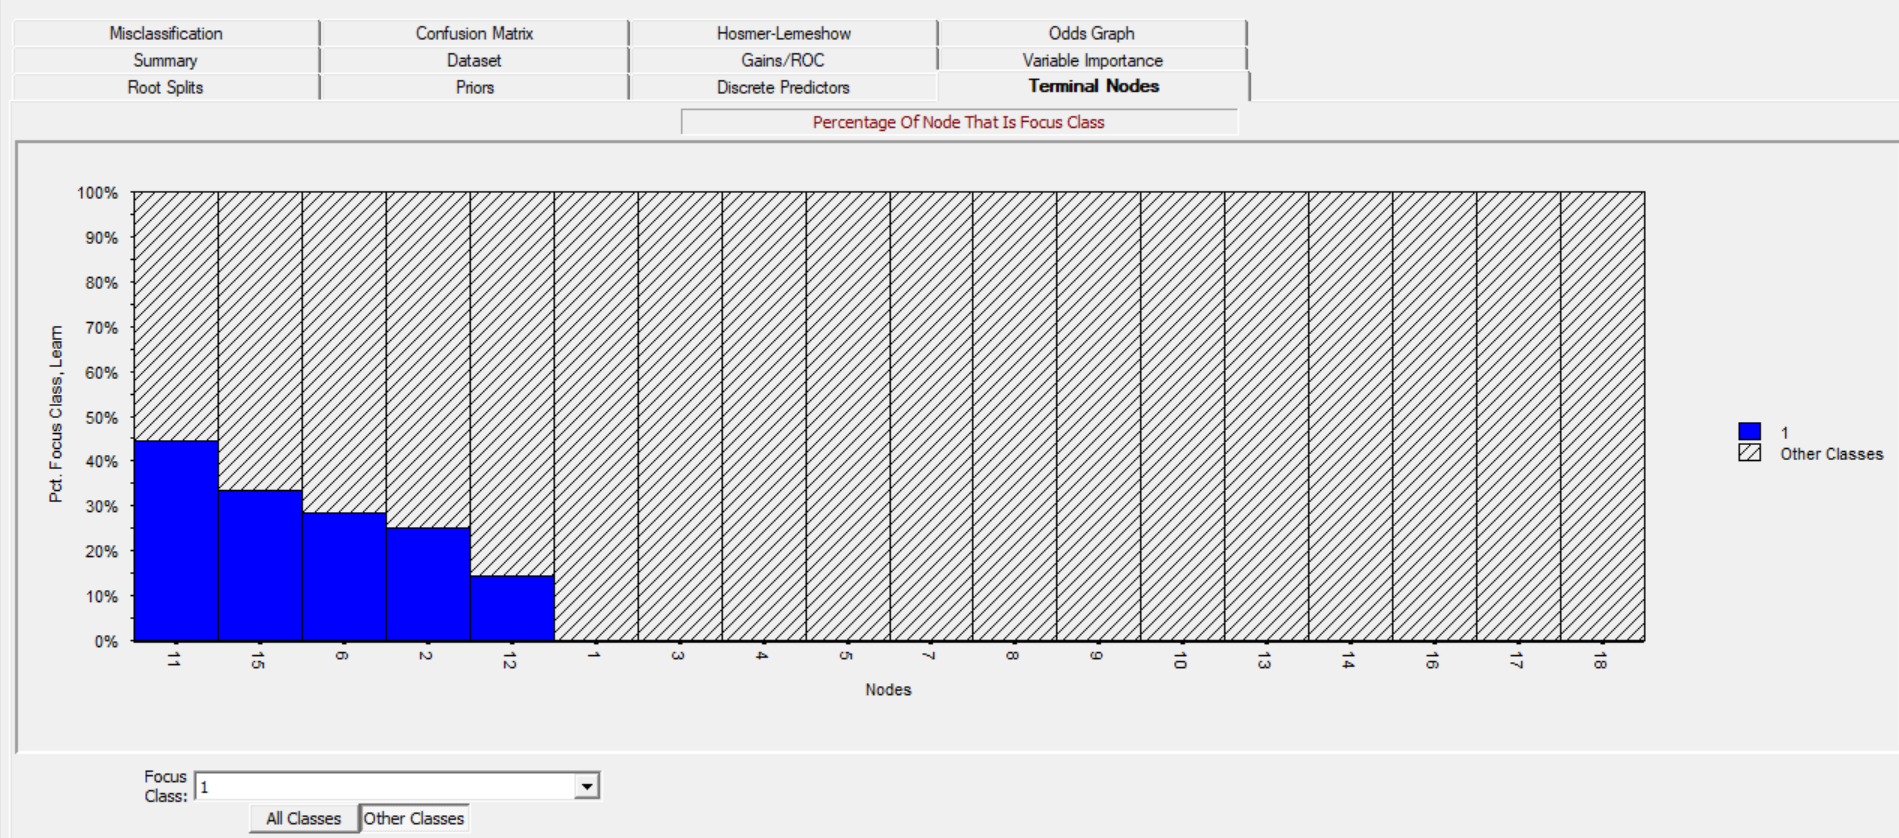 Misclassification
Confusion Matrix
Hosmer-Lemeshow
Odds Graph
Summary
Dataset
Gains/ROC
Variable Importance
Root Splits
Priors
Discrete Predictors
Terminal Nodes
Percentage Of Node That Is Focus Class
100%
90%
80%
70%
60%
50%
40%
30%
20%
10%
0%
Pct. Focus Class, Learn
11
15
6
2
12
1
3
4
5
7
8
9
10
13
14
16
17
18
Nodes
1
Other Classes
Focus
Class:
1
All Classes
Other Classes